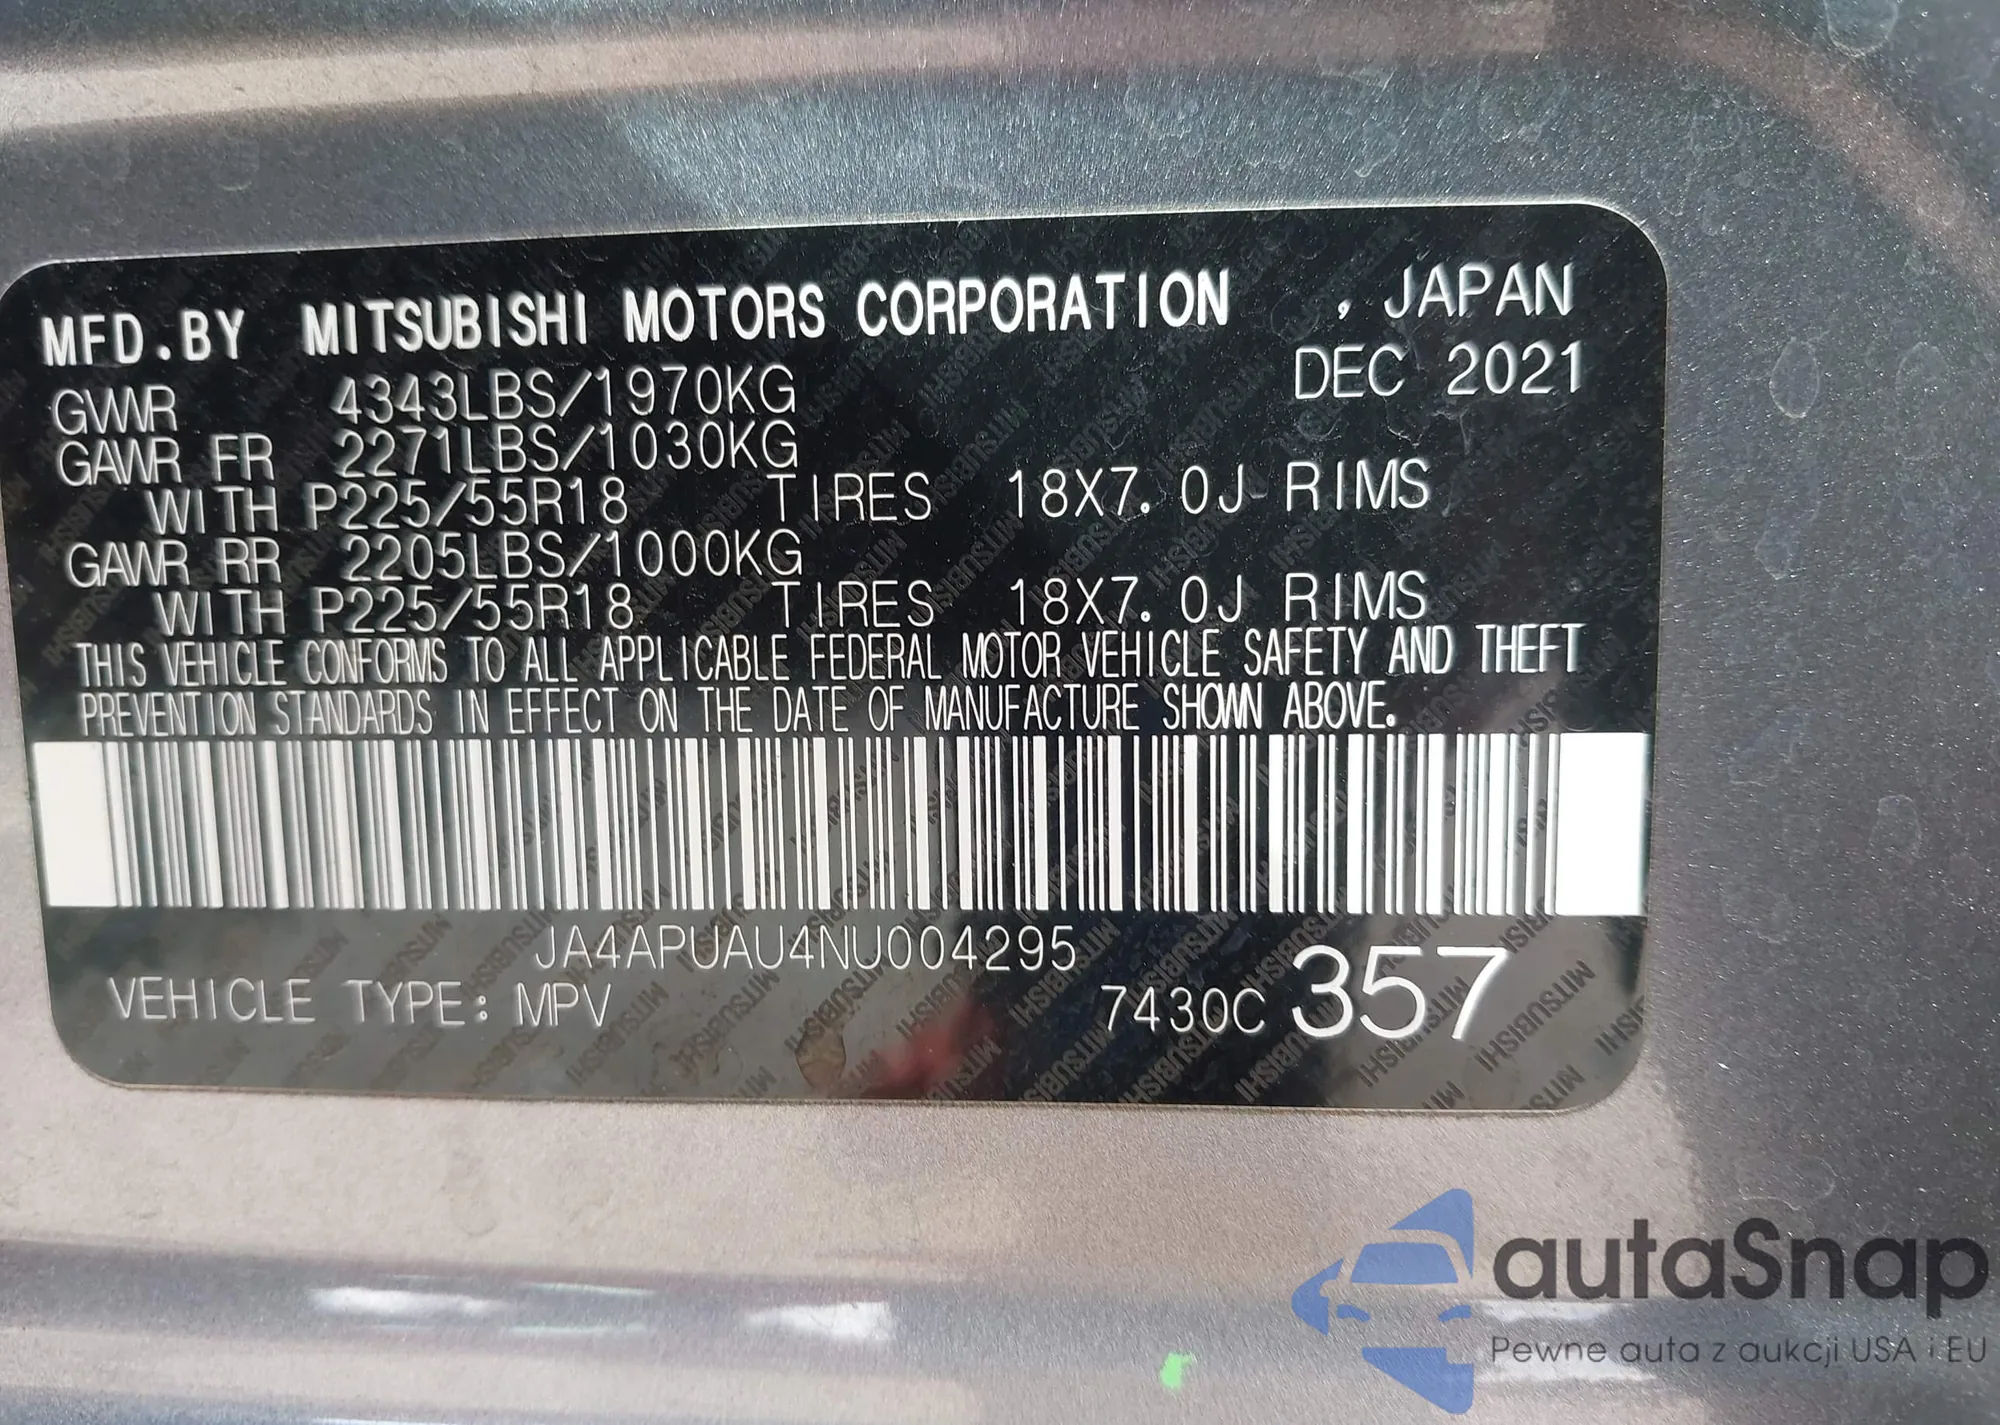 MFD.BY MITSUBISHI MOTORS CORPORATION , JAPAN
GVWR 4343LBS/1970KG DEC 2021
GAWR FR 2271LBS/1030KG
WITH P225/55R18 TIRES 18X7.0J RIMS
GAWR RR 2205LBS/1000KG
WITH P225/55R18 TIRES 18X7.0J RIMS
THIS VEHICLE CONFORMS TO ALL APPLICABLE FEDERAL MOTOR VEHICLE SAFETY AND THEFT
PREVENTION STANDARDS IN EFFECT ON THE DATE OF MANUFACTURE SHOWN ABOVE.
JA4APUAU4NU004295
VEHICLE TYPE: MPV 7430C 357
autaSnap
Pewne auta z aukcji USA i EU